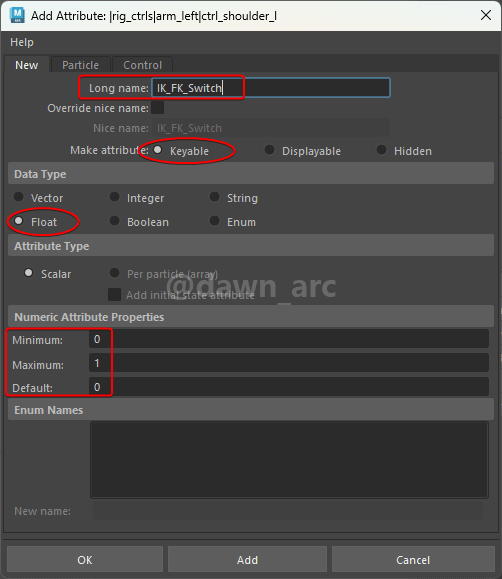 Add Attribute: |rig_ctrls|arm_left|ctrl_shoulder_l
Help
New Particle Control
Long name: IK_FK_Switch
Override nice name:
Nice name: IK_FK_Switch
Make attribute: Keyable Displayable Hidden
Data Type
Vector Integer String
Float Boolean Enum
Attribute Type
Scalar Per particle (array)
@dawn_arc
Add initial state attribute
Numeric Attribute Properties
Minimum: 0
Maximum: 1
Default: 0
Enum Names
New name:
OK Add Cancel